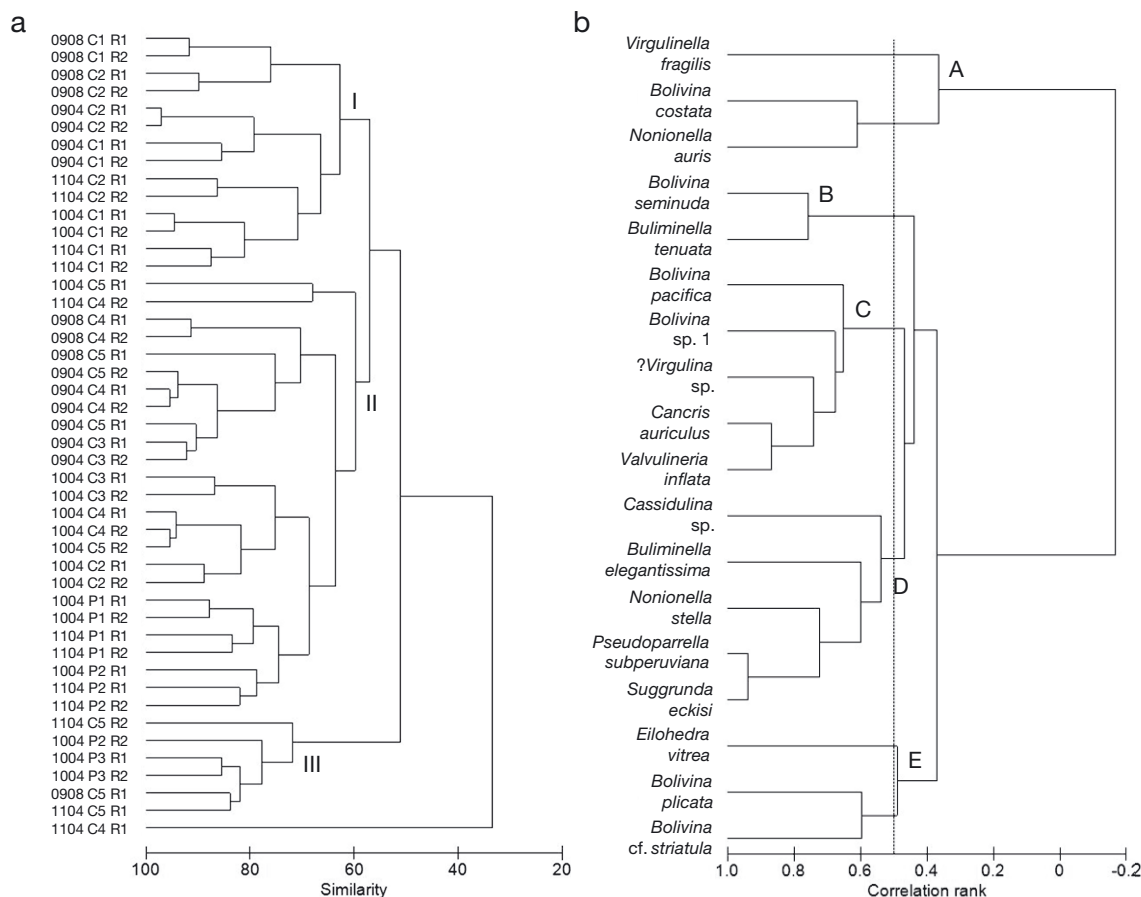 a
0908 C1 R1
0908 C1 R2
0908 C2 R1
0908 C2 R2
0904 C2 R1
0904 C2 R2
0904 C1 R1
0904 C1 R2
1104 C2 R1
1104 C2 R2
1004 C1 R1
1004 C1 R2
1104 C1 R1
1104 C1 R2
1004 C5 R1
1104 C4 R2
0908 C4 R1
0908 C4 R2
0908 C5 R1
0904 C5 R2
0904 C4 R1
0904 C4 R2
0904 C5 R1
0904 C3 R1
0904 C3 R2
1004 C3 R1
1004 C3 R2
1004 C4 R1
1004 C4 R2
1004 C5 R2
1004 C2 R1
1004 C2 R2
1004 P1 R1
1004 P1 R2
1104 P1 R1
1104 P1 R2
1004 P2 R1
1104 P2 R1
1104 P2 R2
1104 C5 R2
1004 P2 R2
1004 P3 R1
1004 P3 R2
0908 C5 R1
1104 C5 R1
1104 C4 R1
I
II
III
100 80 60 40 20
Similarity
b
Virgulinella
fragilis
Bolivina
costata
Nonionella
auris
Bolivina
seminuda
Buliminella
tenuata
Bolivina
pacifica
Bolivina
sp. 1
?Virgulina
sp.
Cancris
auriculus
Valvulineria
inflata
Cassidulina
sp.
Buliminella
elegantissima
Nonionella
stella
Pseudoparrella
subperuviana
Suggrunda
eckisi
Eilohedra
vitrea
Bolivina
plicata
Bolivina
cf. striatula
A
B
C
D
E
1.0 0.8 0.6 0.4 0.2 0 -0.2
Correlation rank